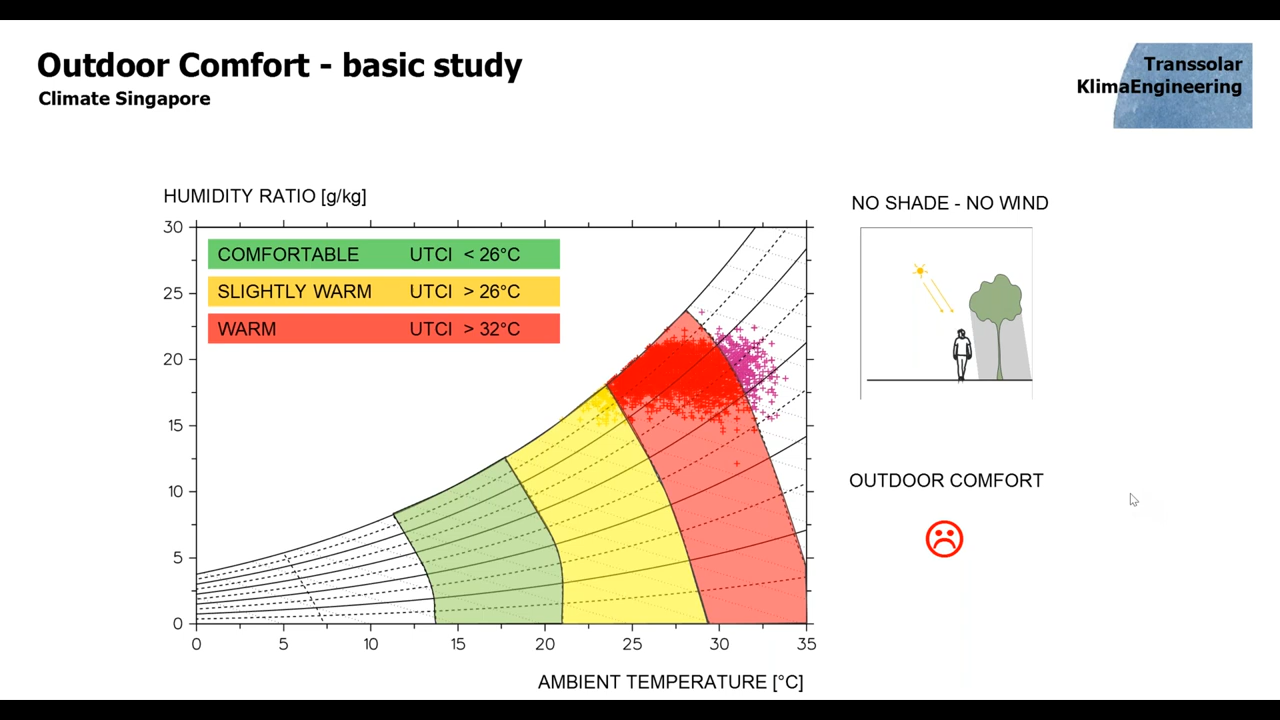 Outdoor Comfort - basic study
Climate Singapore
Transsolar
KlimaEngineering
HUMIDITY RATIO [g/kg]
30
25
20
15
10
5
0
COMFORTABLE UTCI < 26°C
SLIGHTLY WARM UTCI > 26°C
WARM UTCI > 32°C
0 5 10 15 20 25 30 35
AMBIENT TEMPERATURE [°C]
NO SHADE - NO WIND
OUTDOOR COMFORT